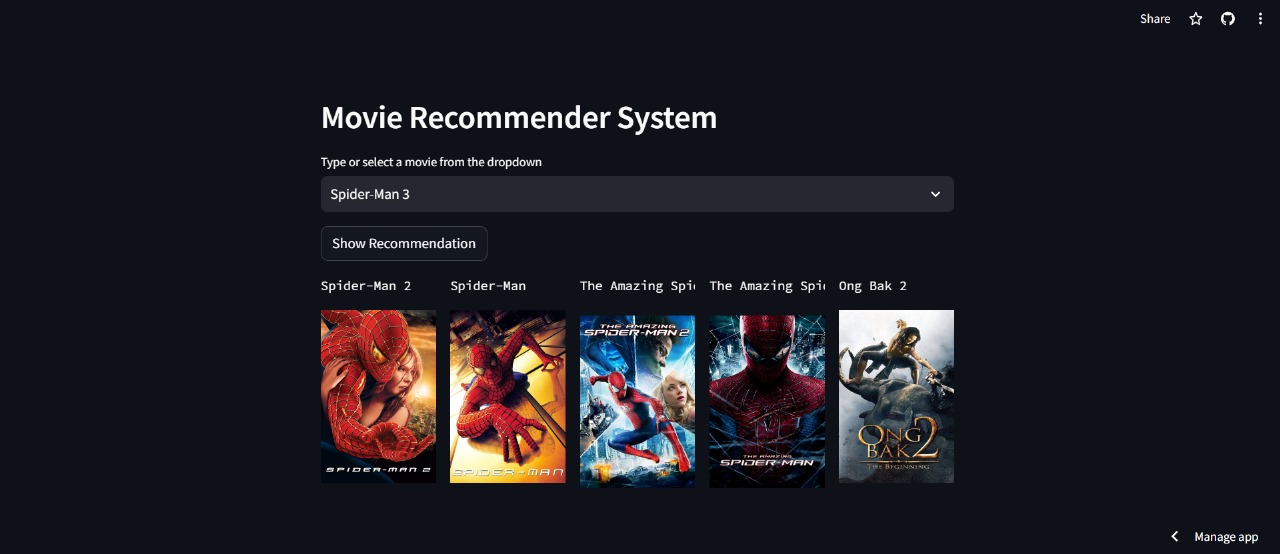 Share
Movie Recommender System
Type or select a movie from the dropdown
Spider-Man 3
Show Recommendation
Spider-Man 2
Spider-Man
The Amazing Spi
The Amazing Spi
Ong Bak 2
SPIDER-MAN 2
SPIDER-MAN
THE AMAZING
SPIDER-MAN 2
THE AMAZING
SPIDER-MAN
ONG
BAK 2
THE BEGINNING
Manage app